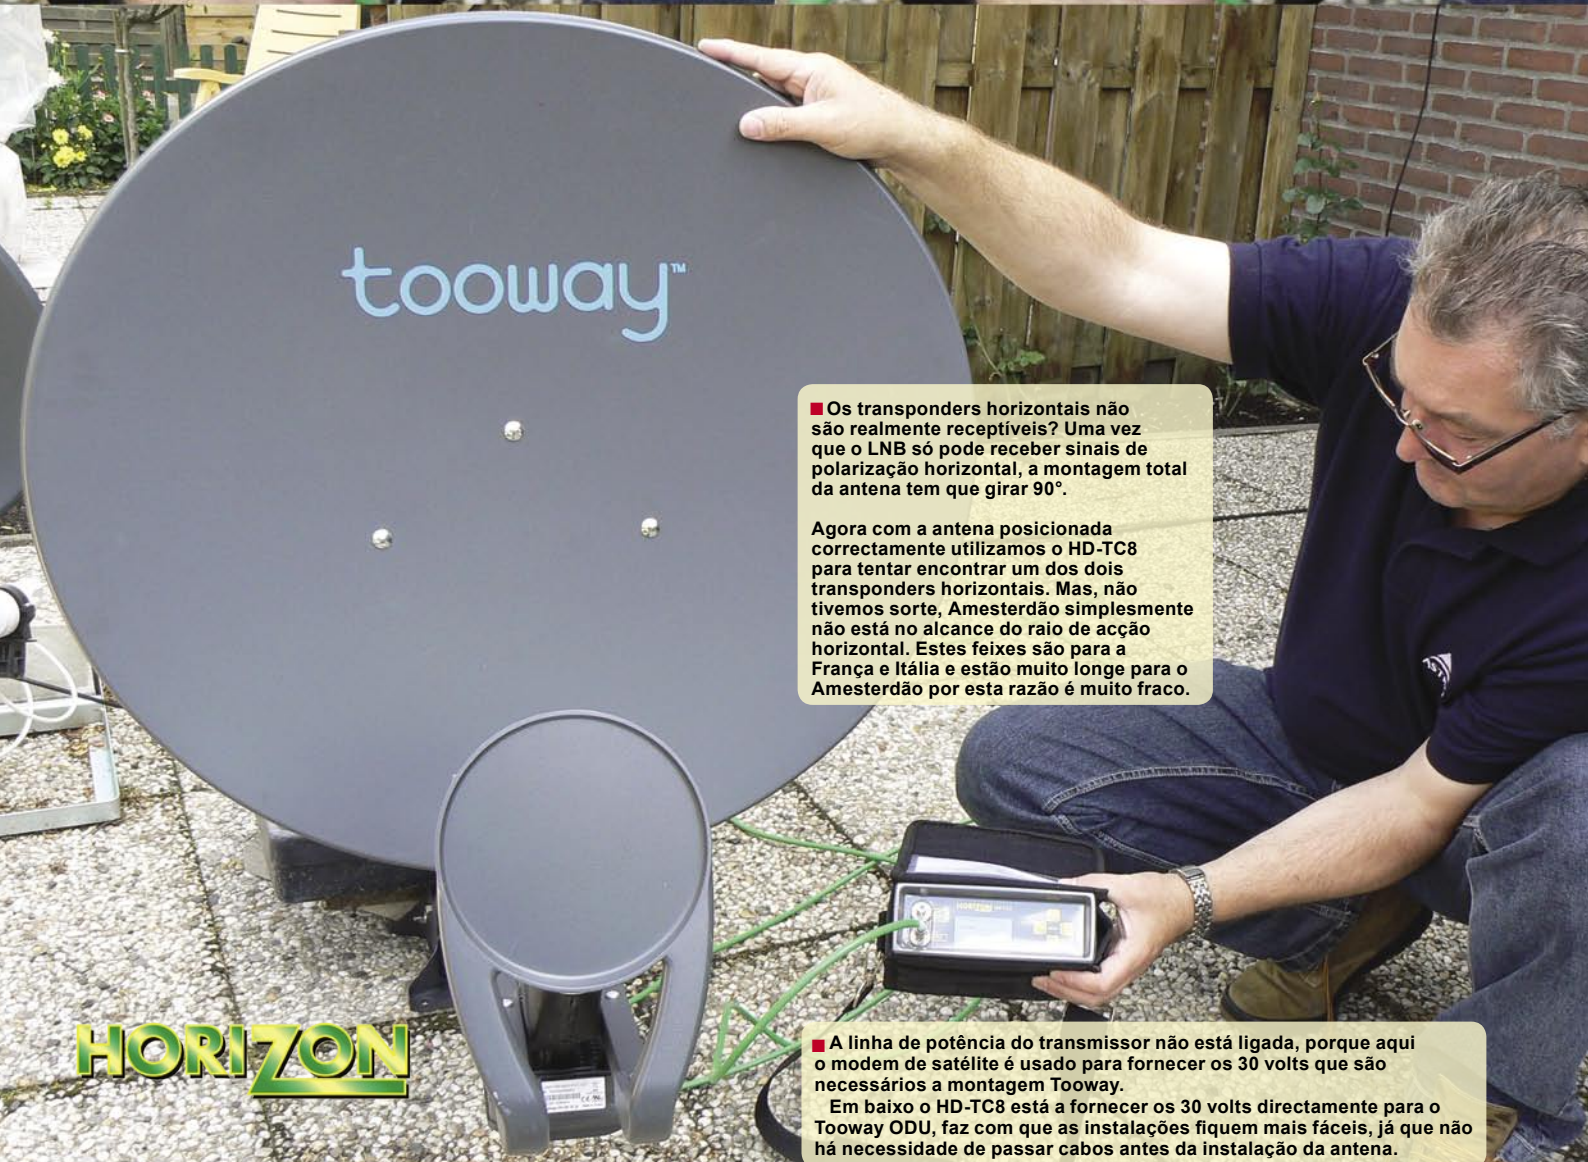 tooway™
■ Os transponders horizontais não
são realmente receptíveis? Uma vez
que o LNB só pode receber sinais de
polarização horizontal, a montagem total
da antena tem que girar 90°.
Agora com a antena posicionada
correctamente utilizamos o HD-TC8
para tentar encontrar um dos dois
transponders horizontais. Mas, não
tivemos sorte, Amesterdão simplesmente
não está no alcance do raio de acção
horizontal. Estes feixes são para a
França e Itália e estão muito longe para o
Amesterdão por esta razão é muito fraco.
HORIZON
HORIZON
■ A linha de potência do transmissor não está ligada, porque aqui
o modem de satélite é usado para fornecer os 30 volts que são
necessários a montagem Tooway.
Em baixo o HD-TC8 está a fornecer os 30 volts directamente para o
Tooway ODU, faz com que as instalações fiquem mais fáceis, já que não
há necessidade de passar cabos antes da instalação da antena.